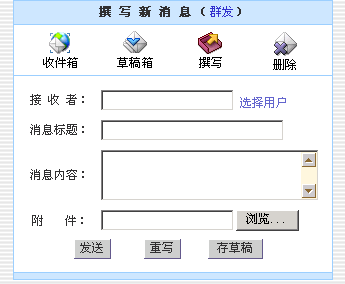 撰 写 新 消 息 （群发）
收件箱 草稿箱 撰写 删除
接 收 者： 选择用户
消息标题：
消息内容：
附 件： 浏览...
发送 重写 存草稿